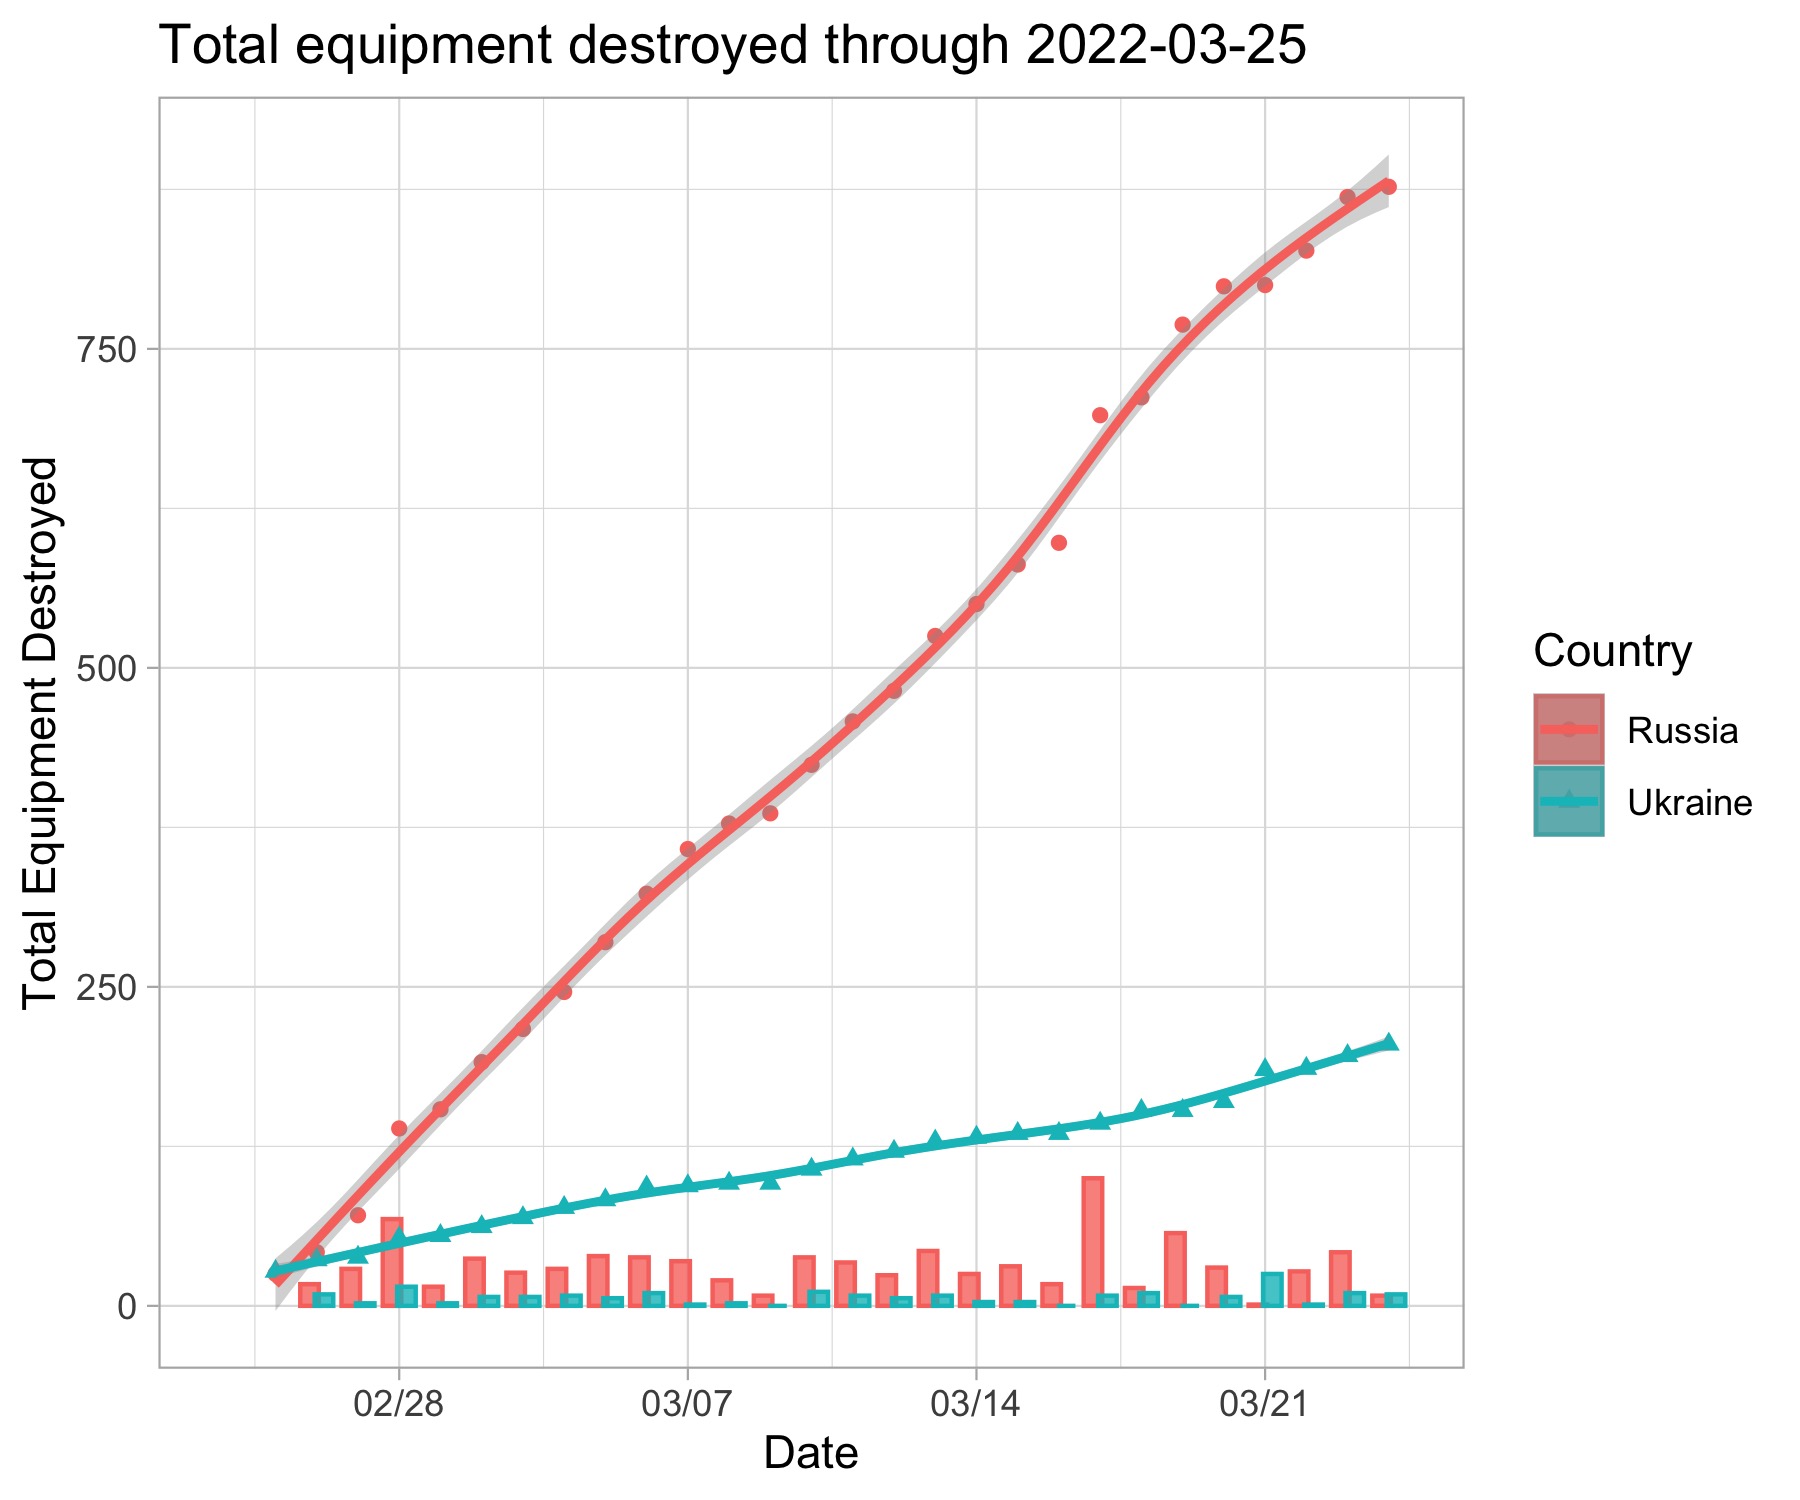 Total equipment destroyed through 2022-03-25
Total Equipment Destroyed
750
500
250
0
02/28
03/07
03/14
03/21
Date
Country
Russia
Ukraine